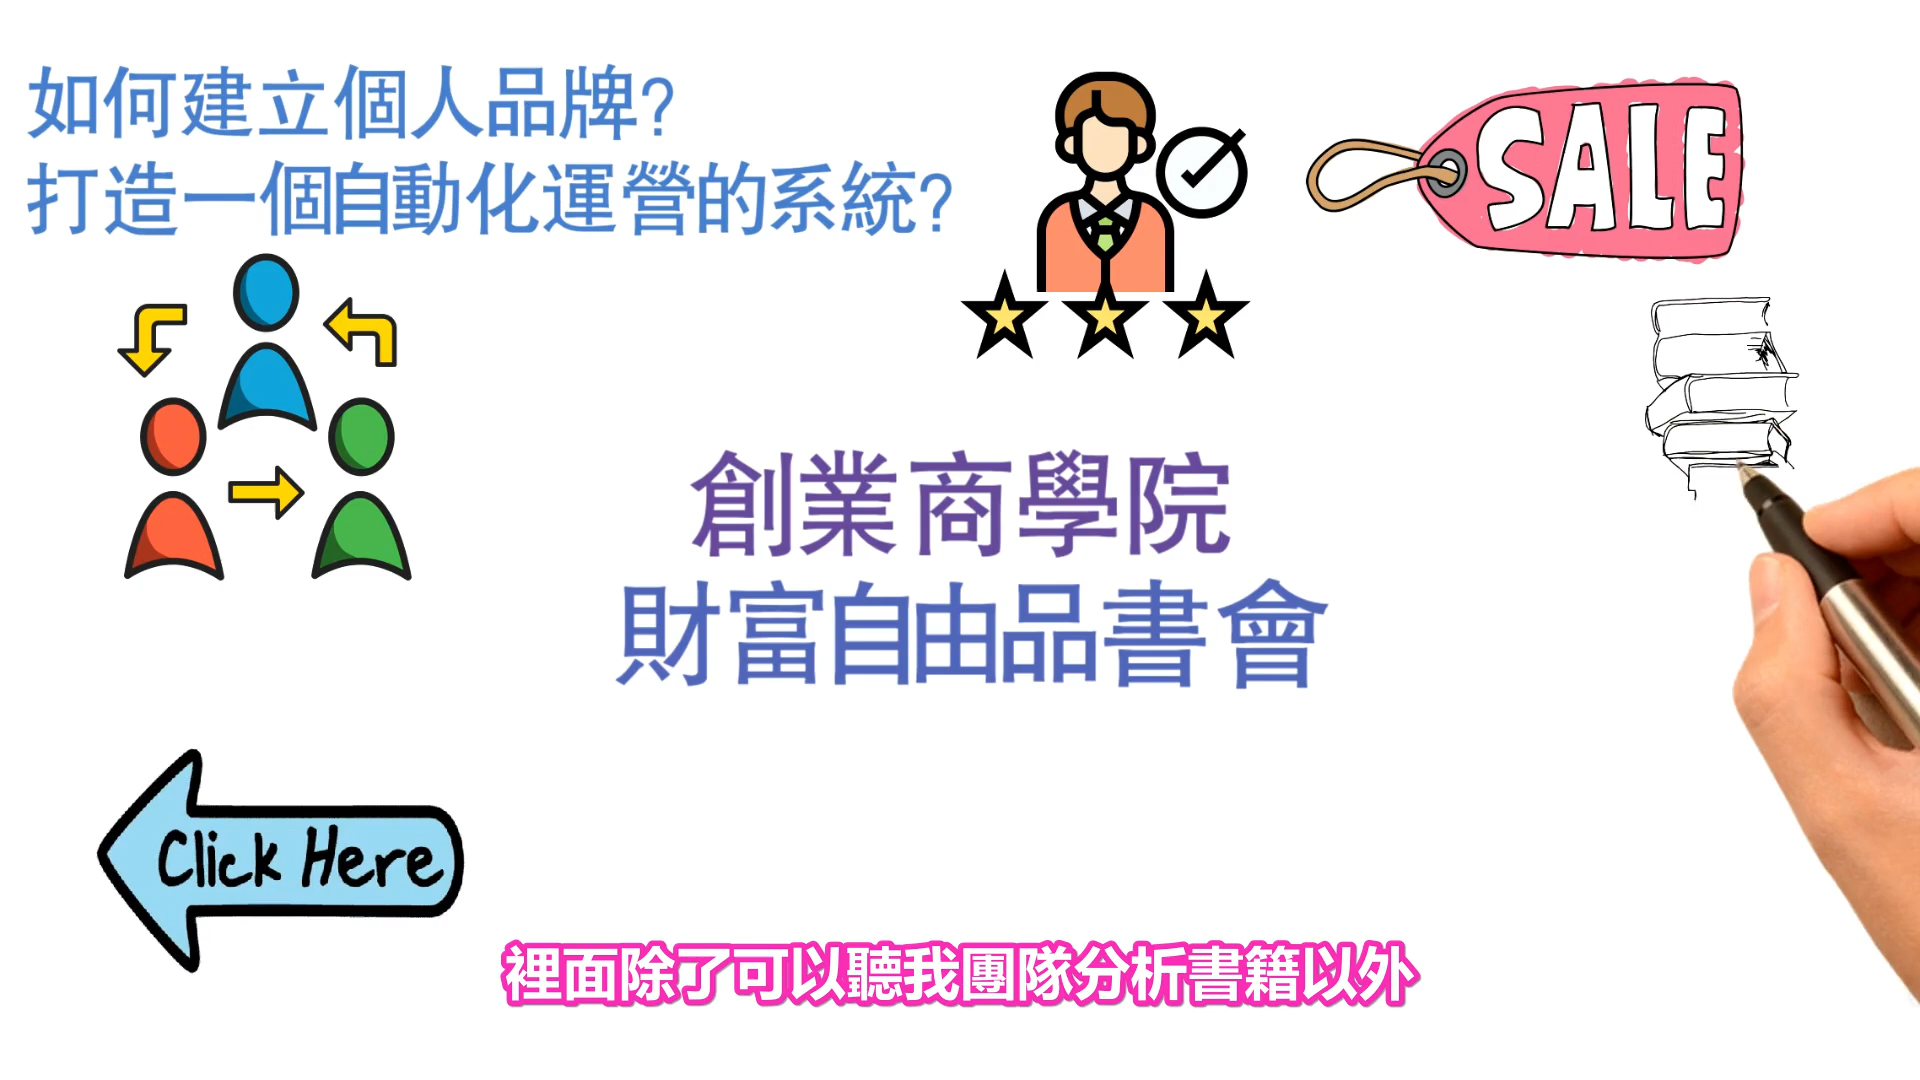 如何建立個人品牌?
打造一個自動化運營的系統?
SALE
創業商學院
財富自由品書會
Click Here
裡面除了可以聽我團隊分析書籍以外